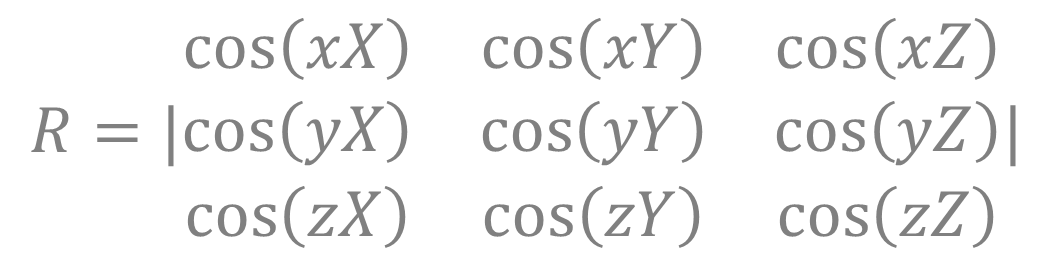 cos(xX) cos(xY) cos(xZ)
R = |cos(yX) cos(yY) cos(yZ)|
cos(zX) cos(zY) cos(zZ)